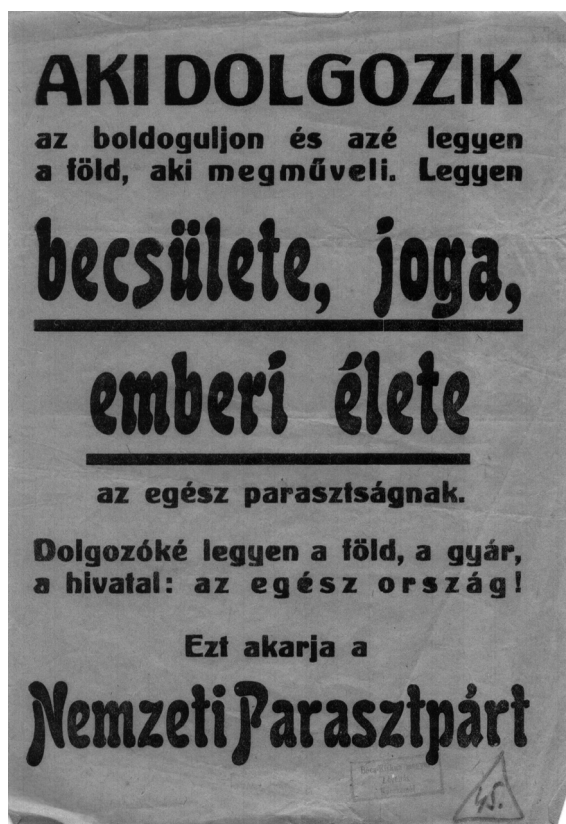 AKI DOLGOZIK
az boldoguljon és azé legyen
a föld, aki megműveli. Legyen
becsülete, joga,
emberi élete
az egész parasztságnak.
Dolgozóké legyen a föld, a gyár,
a hivatal: az egész ország!
Ezt akarja a
Nemzeti Parasztpárt
45.